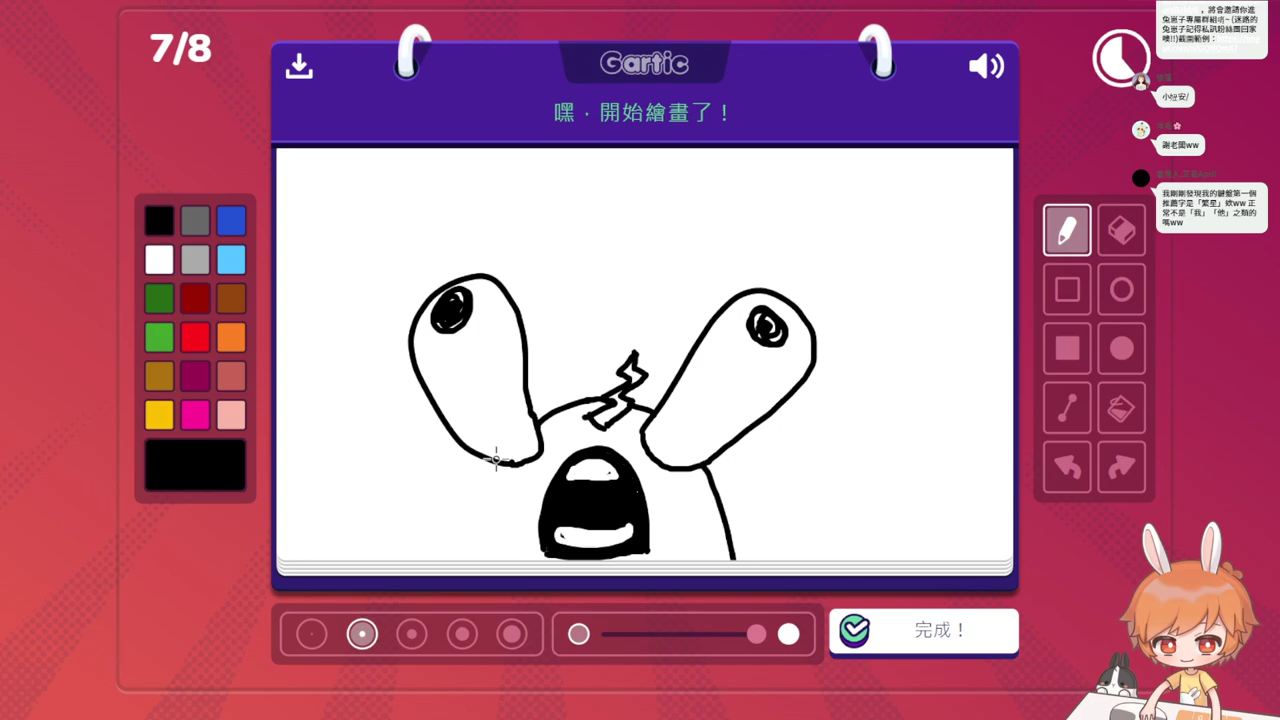 7/8
Gartic
嘿．開始繪畫了！
，將會邀請你進
兔崽子專屬群組唷~ (迷路的
兔崽子記得私訊粉絲團回家
噢!!)截圖範例：
小短安/
謝老闆ww
我剛剛發現我的鍵盤第一個
推薦字是「繁星」欸ww 正
常不是「我」「他」之類的
嗎ww
完成！